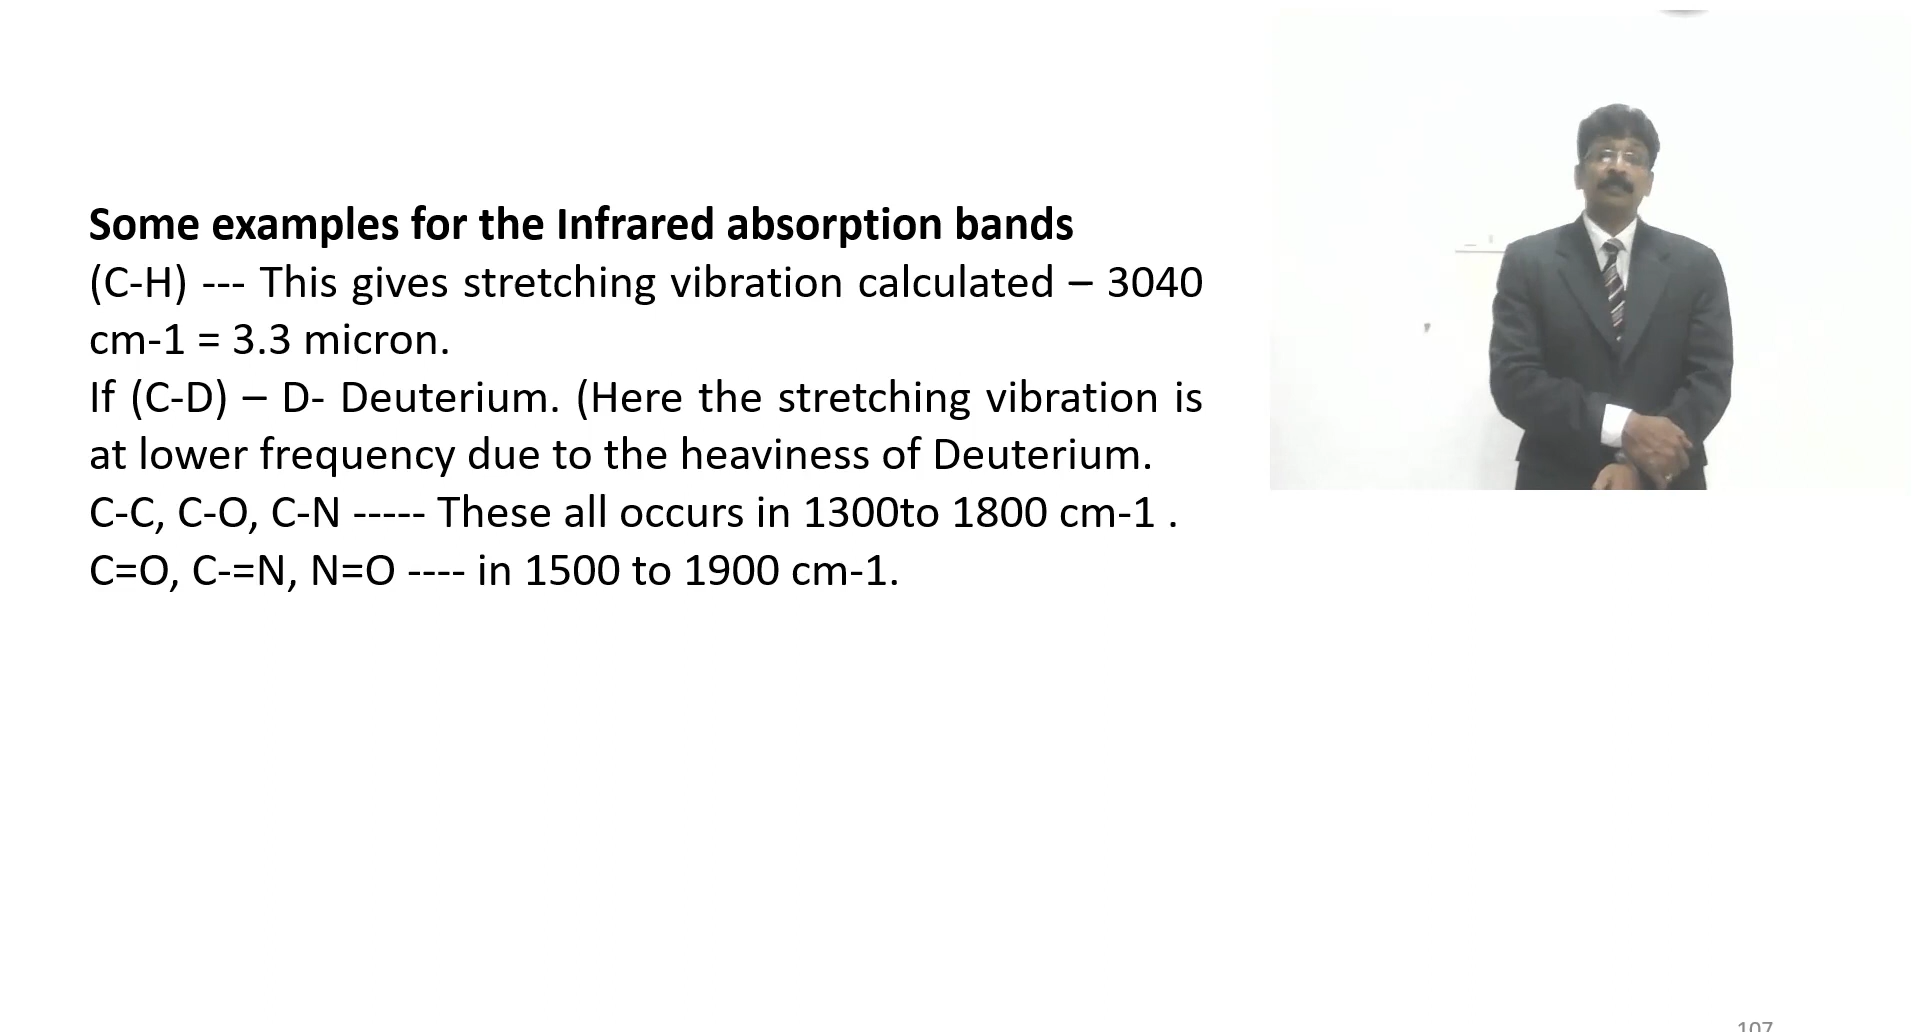 Some examples for the Infrared absorption bands
(C-H) --- This gives stretching vibration calculated – 3040
cm-1 = 3.3 micron.
If (C-D) – D- Deuterium. (Here the stretching vibration is
at lower frequency due to the heaviness of Deuterium.
C-C, C-O, C-N ----- These all occurs in 1300to 1800 cm-1 .
C=O, C-=N, N=O ---- in 1500 to 1900 cm-1.
107